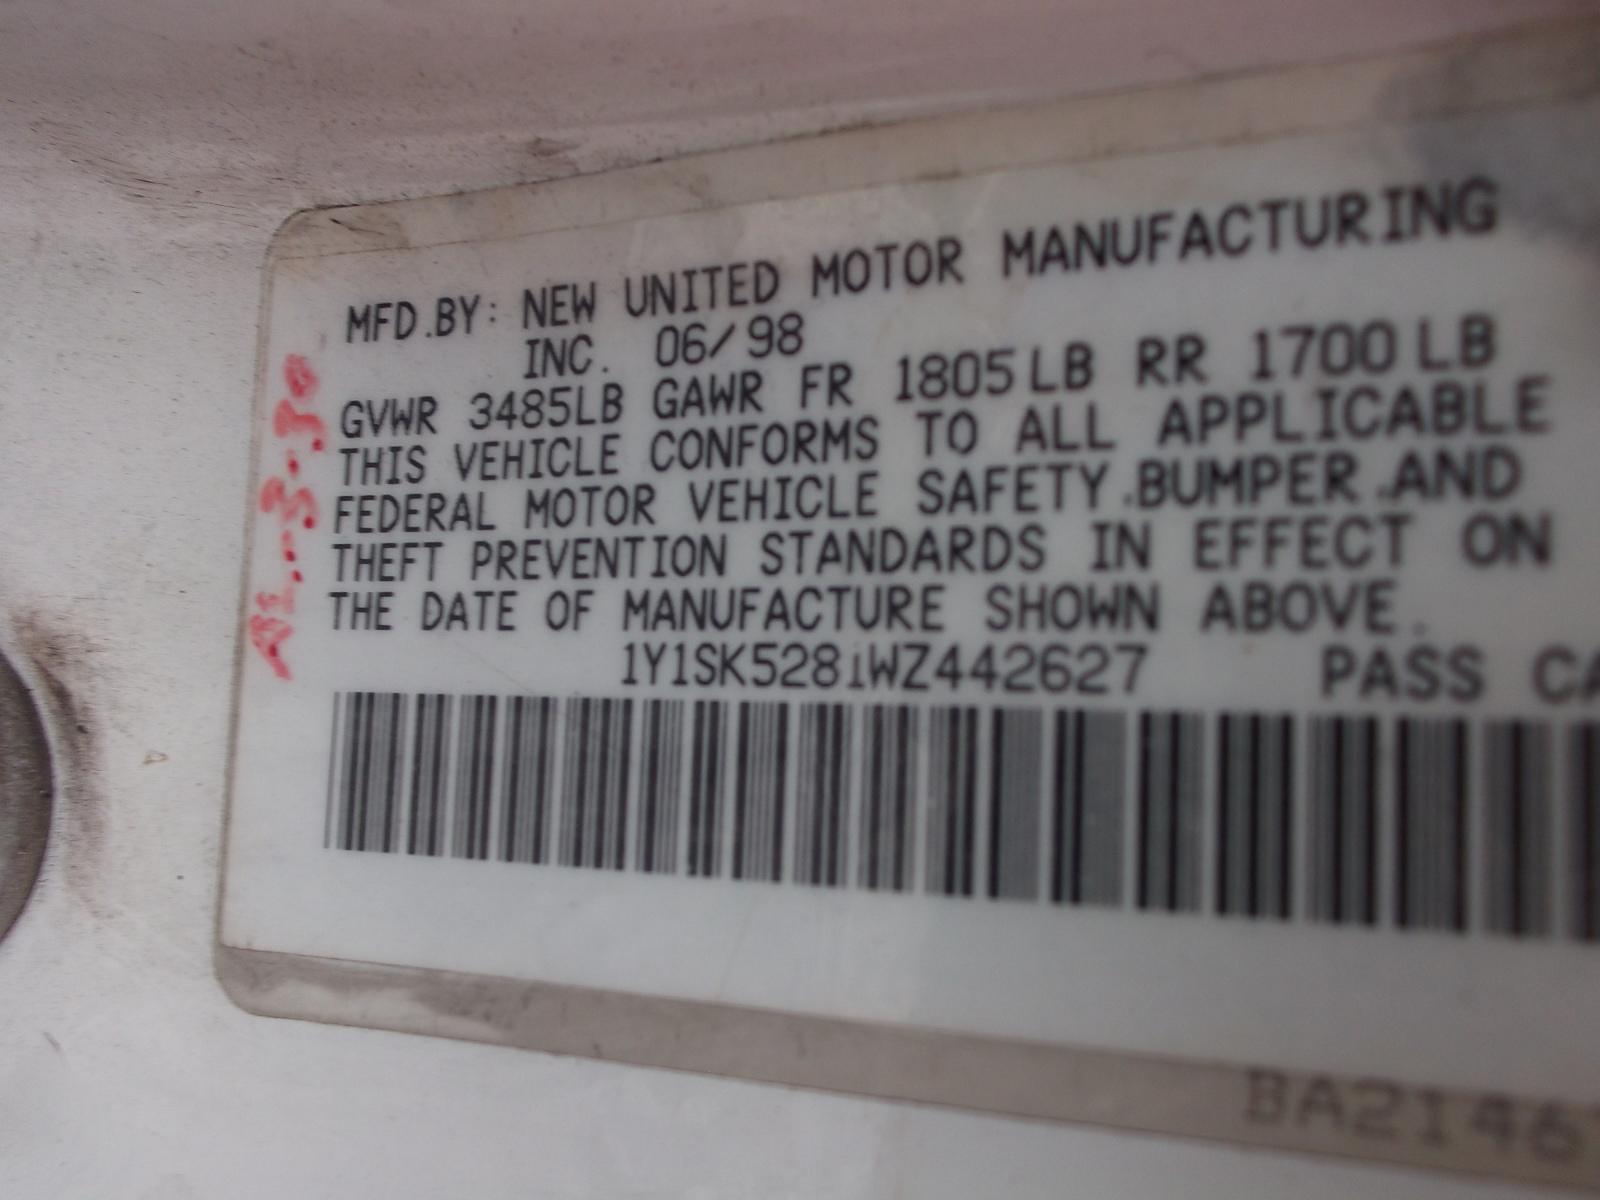 MFD.BY: NEW UNITED MOTOR MANUFACTURING
INC. 06/98
GVWR 3485LB GAWR FR 1805LB RR 1700LB
THIS VEHICLE CONFORMS TO ALL APPLICABLE
FEDERAL MOTOR VEHICLE SAFETY,BUMPER,AND
THEFT PREVENTION STANDARDS IN EFFECT ON
THE DATE OF MANUFACTURE SHOWN ABOVE.
1Y1SK5281WZ442627 PASS CA
BA2146